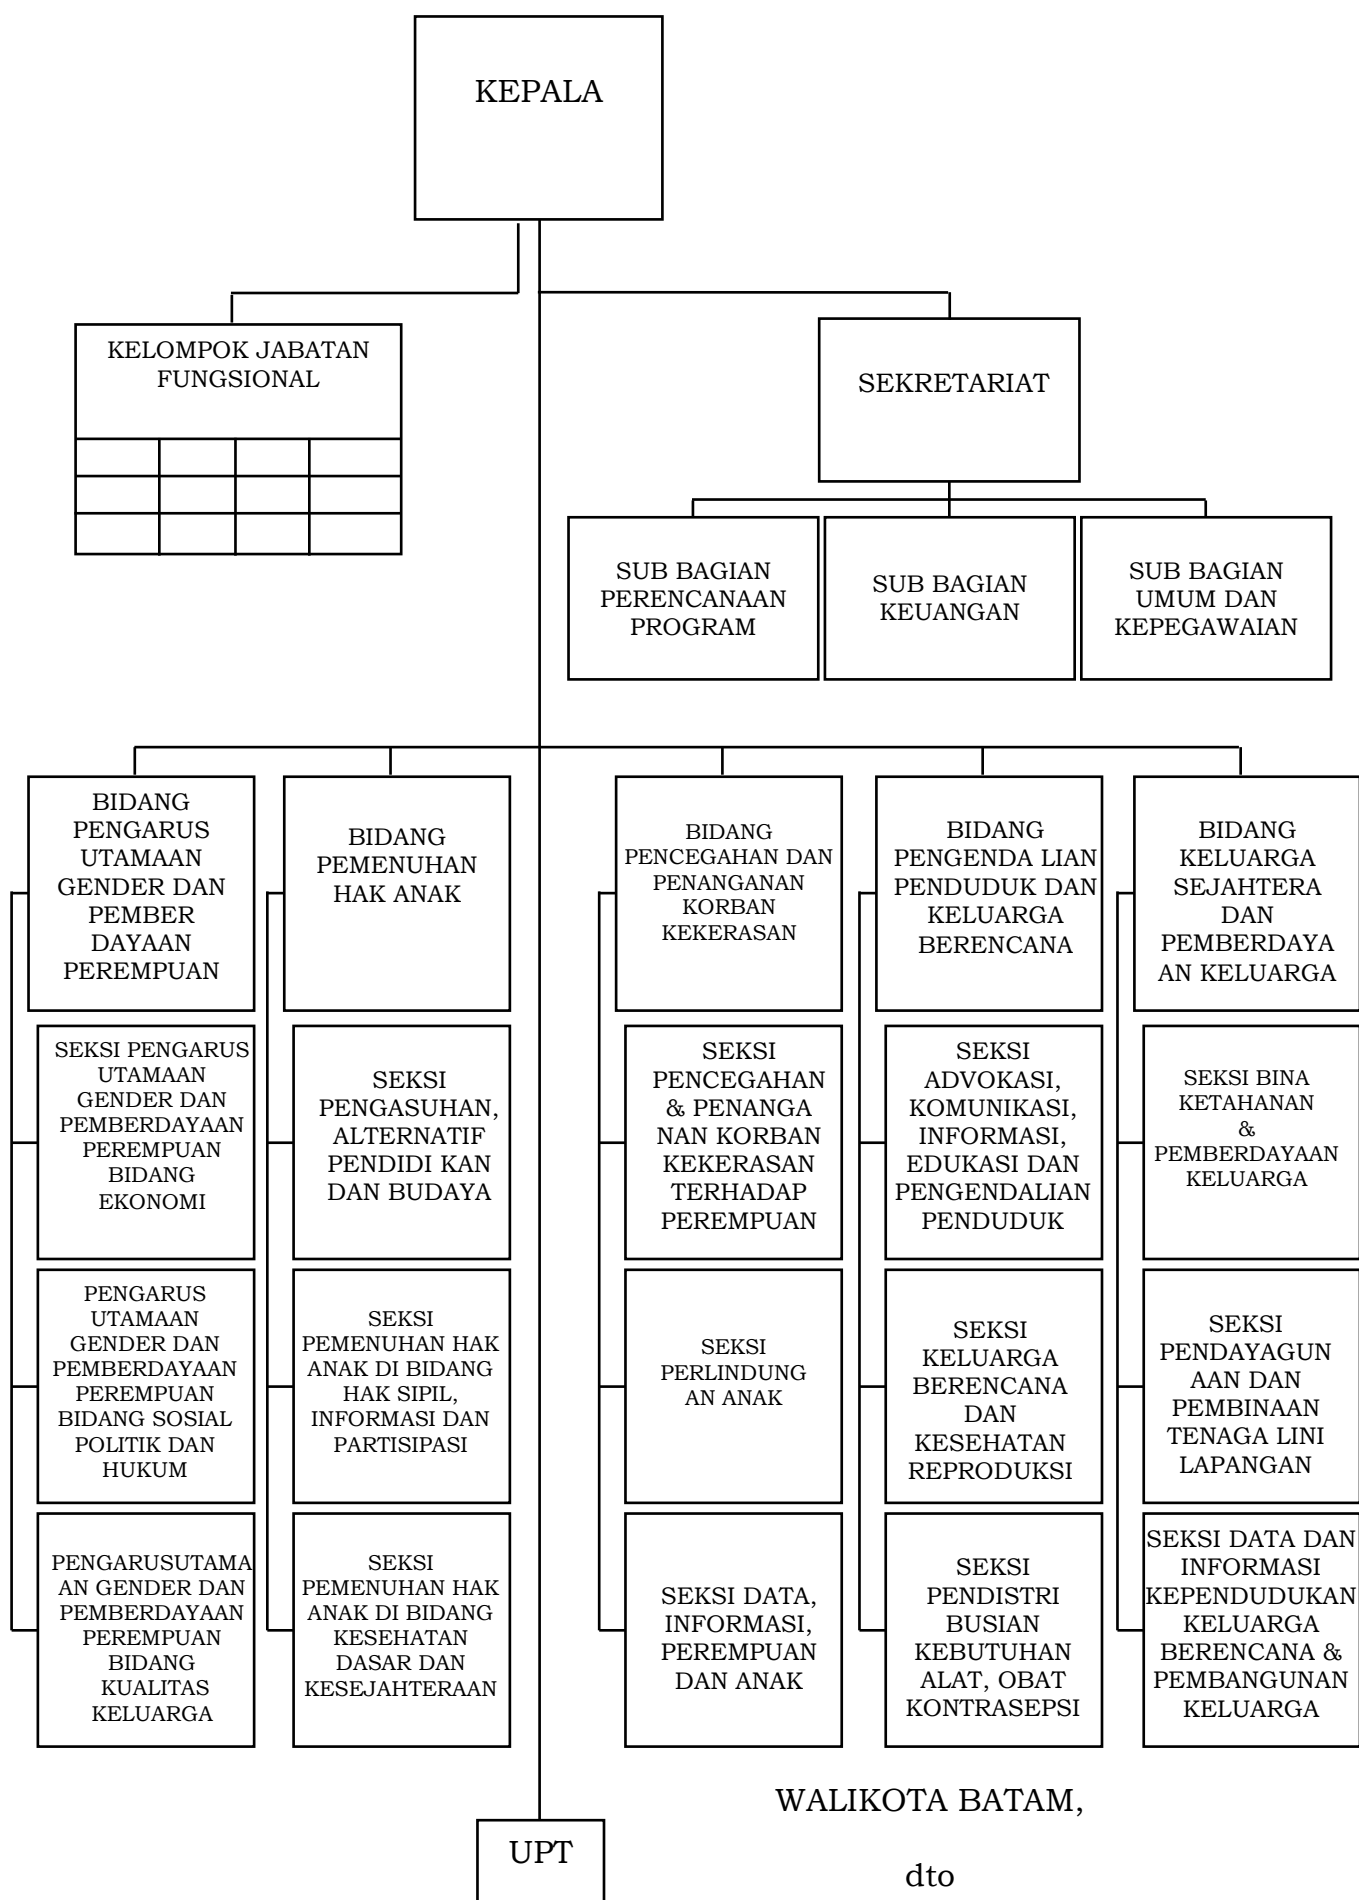 KEPALA
KELOMPOK JABATAN
FUNGSIONAL
SEKRETARIAT
SUB BAGIAN
PERENCANAAN
PROGRAM
SUB BAGIAN
KEUANGAN
SUB BAGIAN
UMUM DAN
KEPEGAWAIAN
BIDANG
PENGARUS
UTAMAAN
GENDER DAN
PEMBER
DAYAAN
PEREMPUAN
BIDANG
PEMENUHAN
HAK ANAK
BIDANG
PENCEGAHAN DAN
PENANGANAN
KORBAN
KEKERASAN
BIDANG
PENGENDA LIAN
PENDUDUK DAN
KELUARGA
BERENCANA
BIDANG
KELUARGA
SEJAHTERA
DAN
PEMBERDAYA
AN KELUARGA
SEKSI PENGARUS
UTAMAAN
GENDER DAN
PEMBERDAYAAN
PEREMPUAN
BIDANG
EKONOMI
SEKSI
PENGASUHAN,
ALTERNATIF
PENDIDI KAN
DAN BUDAYA
SEKSI
PENCEGAHAN
& PENANGA
NAN KORBAN
KEKERASAN
TERHADAP
PEREMPUAN
SEKSI
ADVOKASI,
KOMUNIKASI,
INFORMASI,
EDUKASI DAN
PENGENDALIAN
PENDUDUK
SEKSI BINA
KETAHANAN
&
PEMBERDAYAAN
KELUARGA
PENGARUS
UTAMAAN
GENDER DAN
PEMBERDAYAAN
PEREMPUAN
BIDANG SOSIAL
POLITIK DAN
HUKUM
SEKSI
PEMENUHAN HAK
ANAK DI BIDANG
HAK SIPIL,
INFORMASI DAN
PARTISIPASI
SEKSI
PERLINDUNG
AN ANAK
SEKSI
KELUARGA
BERENCANA
DAN
KESEHATAN
REPRODUKSI
SEKSI
PENDAYAGUN
AAN DAN
PEMBINAAN
TENAGA LINI
LAPANGAN
PENGARUSUTAMA
AN GENDER DAN
PEMBERDAYAAN
PEREMPUAN
BIDANG
KUALITAS
KELUARGA
SEKSI
PEMENUHAN HAK
ANAK DI BIDANG
KESEHATAN
DASAR DAN
KESEJAHTERAAN
SEKSI DATA,
INFORMASI,
PEREMPUAN
DAN ANAK
SEKSI
PENDISTRI
BUSIAN
KEBUTUHAN
ALAT, OBAT
KONTRASEPSI
SEKSI DATA DAN
INFORMASI
KEPENDUDUKAN
KELUARGA
BERENCANA &
PEMBANGUNAN
KELUARGA
WALIKOTA BATAM,
UPT
dto